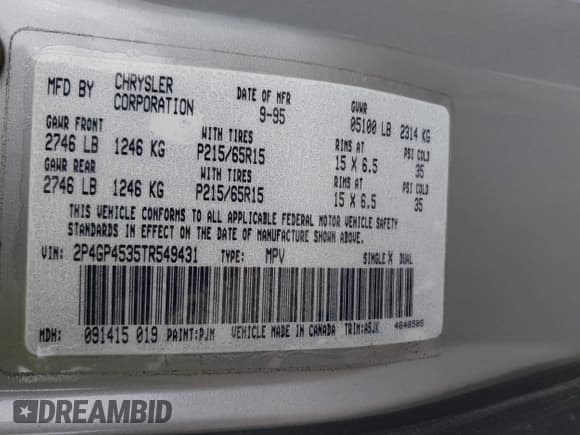 MFD BY CHRYSLER CORPORATION DATE OF MFR 9-95 GVWR 05100 LB 2314 KG
GAWR FRONT WITH TIRES RIMS AT PSI COLD
2746 LB 1246 KG P215/65R15 15 X 6.5 35
GAWR REAR WITH TIRES RIMS AT PSI COLD
2746 LB 1246 KG P215/65R15 15 X 6.5 35
THIS VEHICLE CONFORMS TO ALL APPLICABLE FEDERAL MOTOR VEHICLE SAFETY
STANDARDS IN EFFECT ON THE DATE OF MANUFACTURE SHOWN ABOVE.
VIN: 2P4GP4535TR549431 TYPE: MPV SINGLE X DUAL
MDH: 091415 019 PAINT:PJM VEHICLE MADE IN CANADA TRIM:A5JK 4648505
DREAMBID